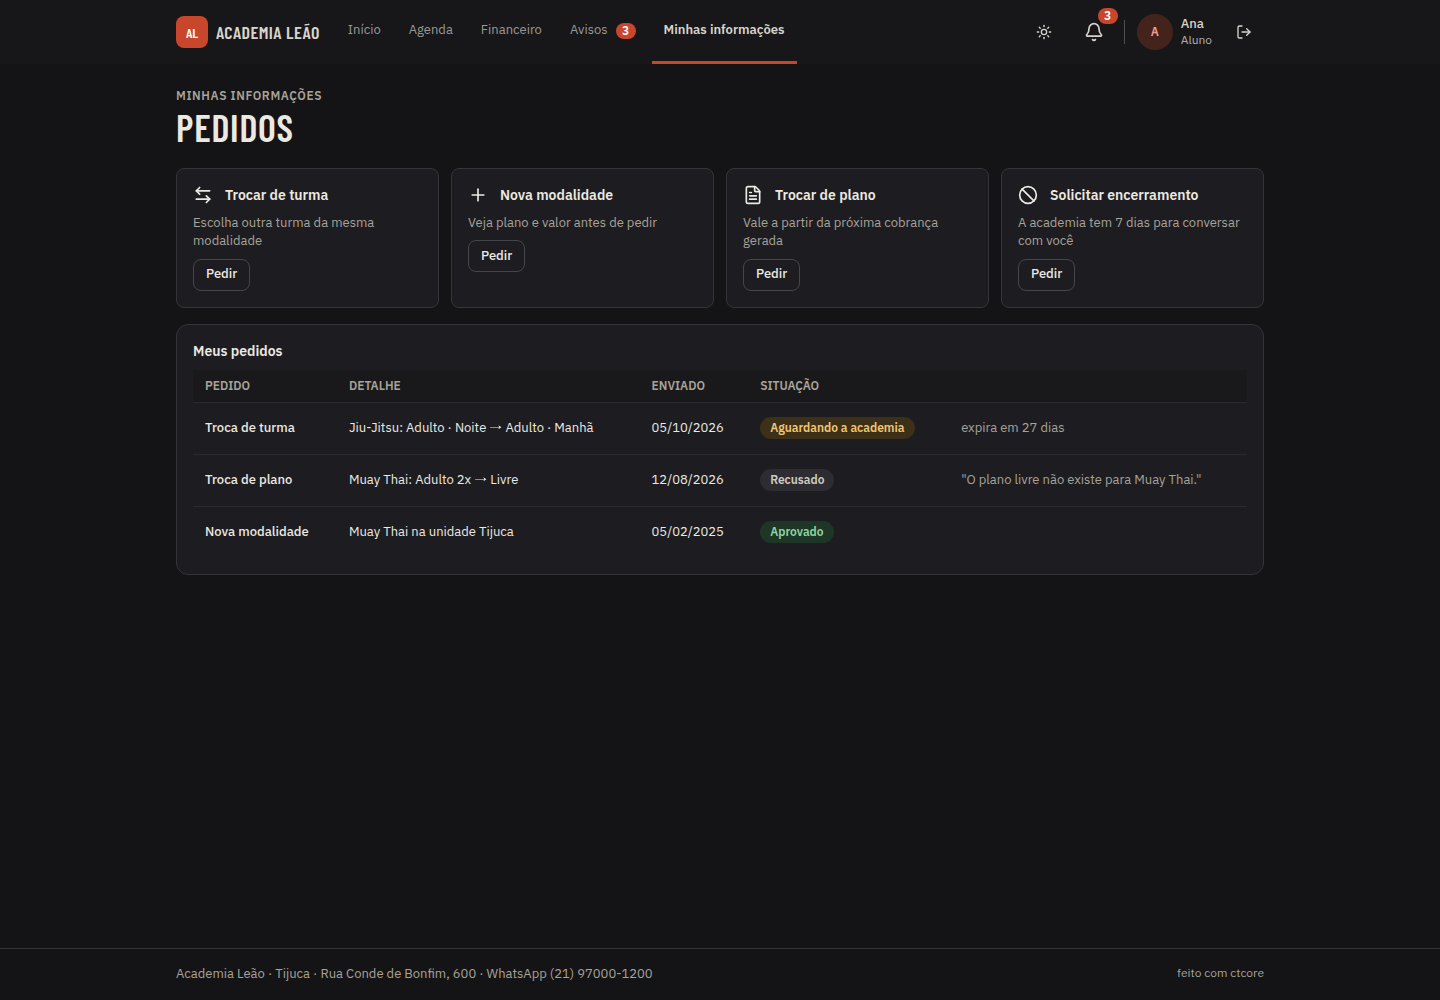 AL ACADEMIA LEÃO Início Agenda Financeiro Avisos 3 Minhas informações 3 A Ana
Aluno
MINHAS INFORMAÇÕES
PEDIDOS
Trocar de turma
Escolha outra turma da mesma
modalidade
Pedir
Nova modalidade
Veja plano e valor antes de pedir
Pedir
Trocar de plano
Vale a partir da próxima cobrança
gerada
Pedir
Solicitar encerramento
A academia tem 7 dias para conversar
com você
Pedir
Meus pedidos
PEDIDO DETALHE ENVIADO SITUAÇÃO
Troca de turma Jiu-Jitsu: Adulto · Noite → Adulto · Manhã 05/10/2026 Aguardando a academia expira em 27 dias
Troca de plano Muay Thai: Adulto 2x → Livre 12/08/2026 Recusado "O plano livre não existe para Muay Thai."
Nova modalidade Muay Thai na unidade Tijuca 05/02/2025 Aprovado
Academia Leão · Tijuca · Rua Conde de Bonfim, 600 · WhatsApp (21) 97000-1200 feito com ctcore